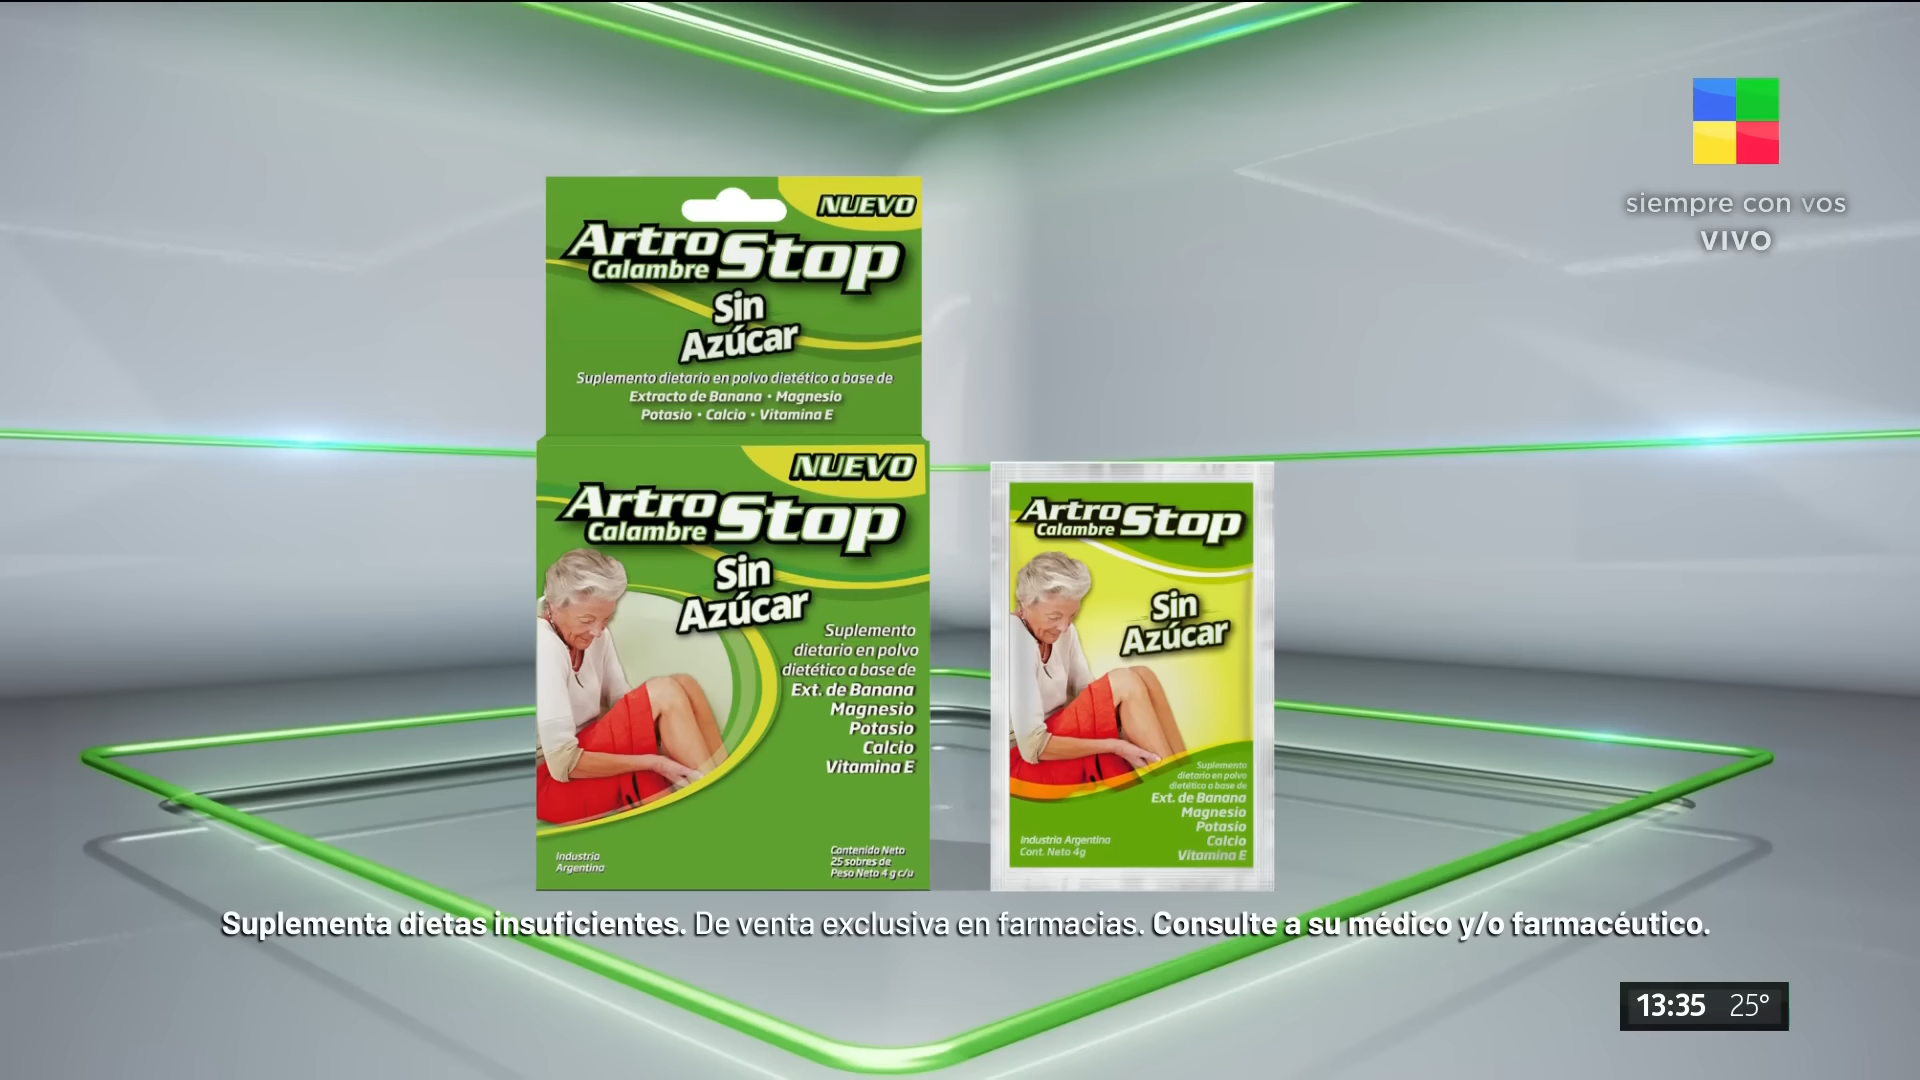 siempre con vos
VIVO
NUEVO
Artro Stop
Calambre
Sin
Azúcar
Suplemento dietario en polvo dietético a base de
Extracto de Banana • Magnesio
Potasio • Calcio • Vitamina E
NUEVO
Artro Stop
Calambre
Sin
Azúcar
Suplemento
dietario en polvo
dietético a base de
Ext. de Banana
Magnesio
Potasio
Calcio
Vitamina E
Industria
Argentina
Contenido Neto
25 sobres de
Peso Neto 4 g c/u
Artro Stop
Calambre
Sin
Azúcar
Suplemento
dietario en polvo
dietético a base de
Ext. de Banana
Magnesio
Potasio
Calcio
Vitamina E
Industria Argentina
Cont. Neto 4g
Suplementa dietas insuficientes. De venta exclusiva en farmacias. Consulte a su médico y/o farmacéutico.
13:35 25°